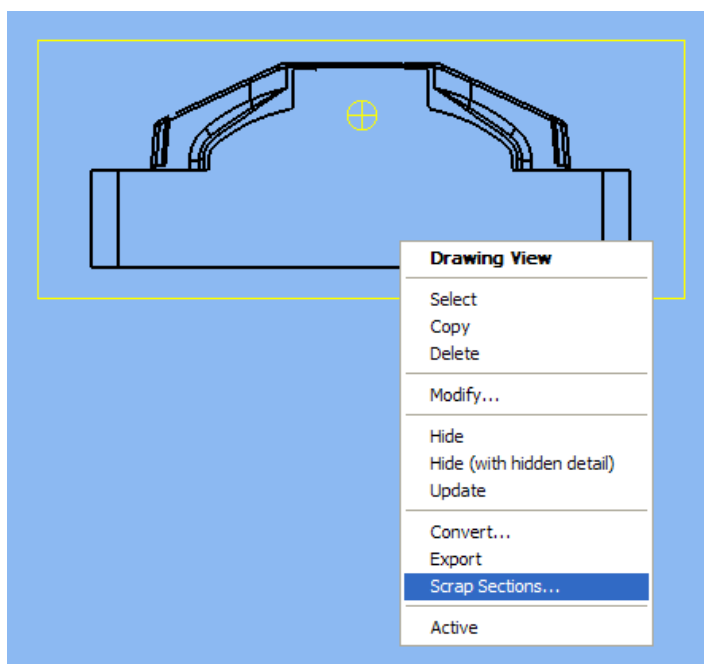 Drawing View
Select
Copy
Delete
Modify...
Hide
Hide (with hidden detail)
Update
Convert...
Export
Scrap Sections...
Active